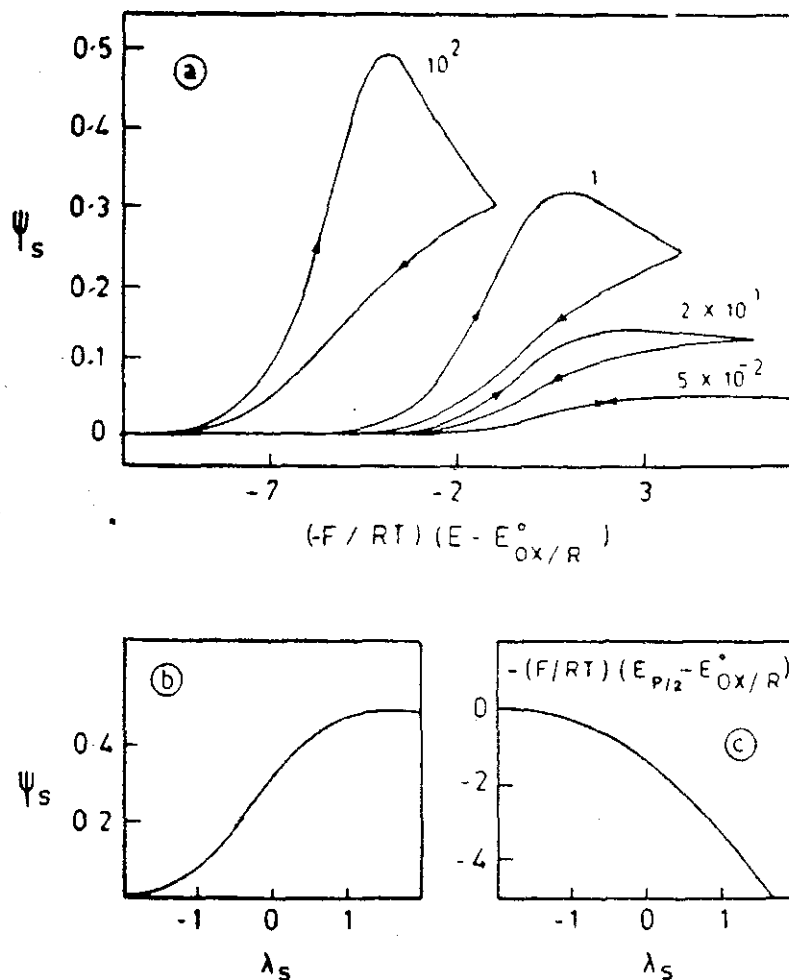 0·5
ⓐ
10²
0·4
ψs
0·3
1
0·2
2 × 10¹
0·1
5 × 10⁻²
0
-7 -2 3
(-F / RT) (E - E°OX/R)
ⓑ
-(F/RT) (EP/2 - E°OX/R)
0
ⓒ
0·4
-2
ψs
0·2
-4
-1 0 1
-1 0 1
λs
λs